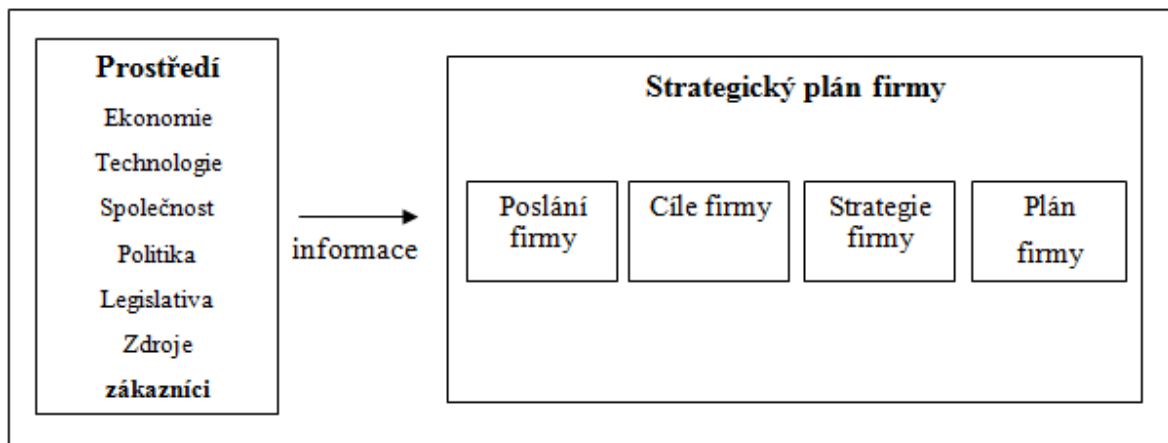 Prostředí
Ekonomie
Technologie
Společnost
Politika
Legislativa
Zdroje
zákazníci
informace
Strategický plán firmy
Poslání
firmy
Cíle firmy
Strategie
firmy
Plán
firmy